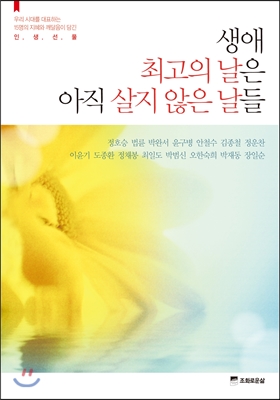 우리 시대를 대표하는
15명의 지혜와 깨달음이 담긴
인.생.선.물
생애
최고의 날은
아직 살지 않은 날들
정호승 법륜 박완서 윤구병 안철수 김종철 정운찬
이윤기 도종환 정채봉 최일도 박범신 오한숙희 박재동 장일순
조화로운삶